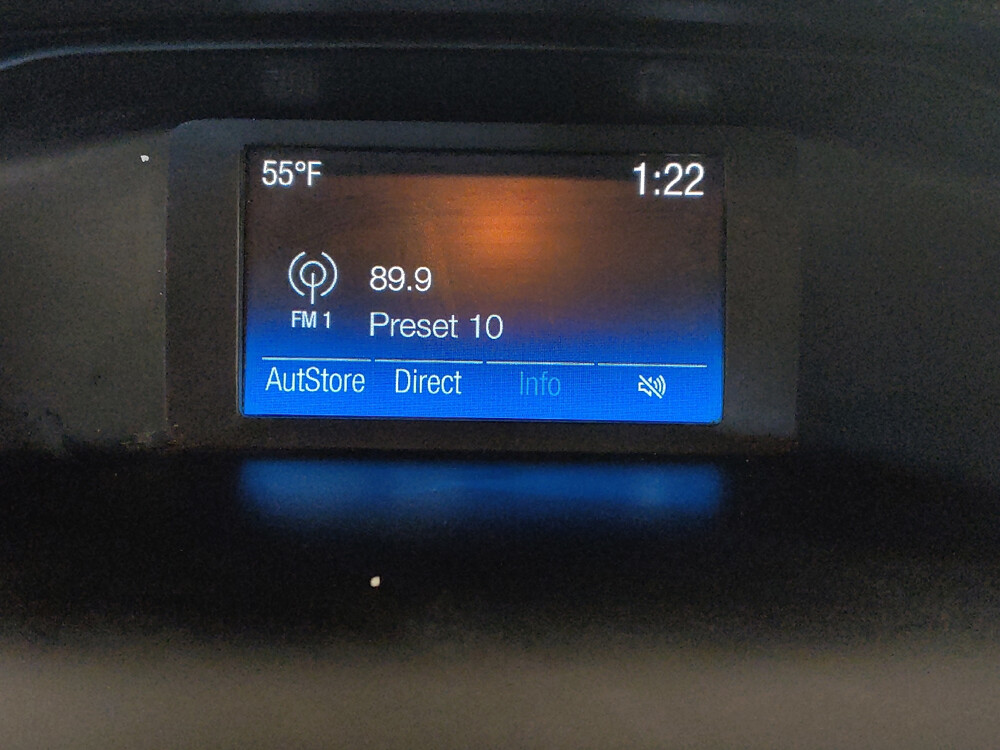 55°F 1:22
89.9
FM 1 Preset 10
AutStore Direct Info